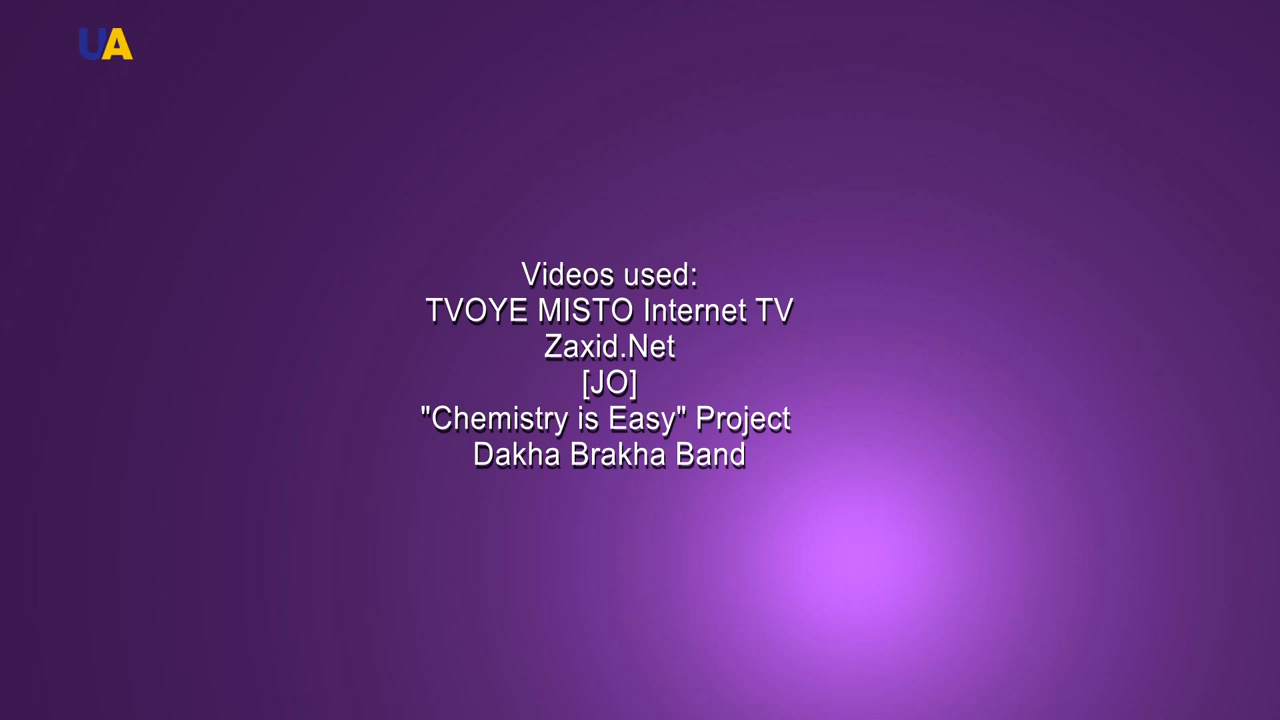 UA
Videos used:
TVOYE MISTO Internet TV
Zaxid.Net
[JO]
"Chemistry is Easy" Project
Dakha Brakha Band